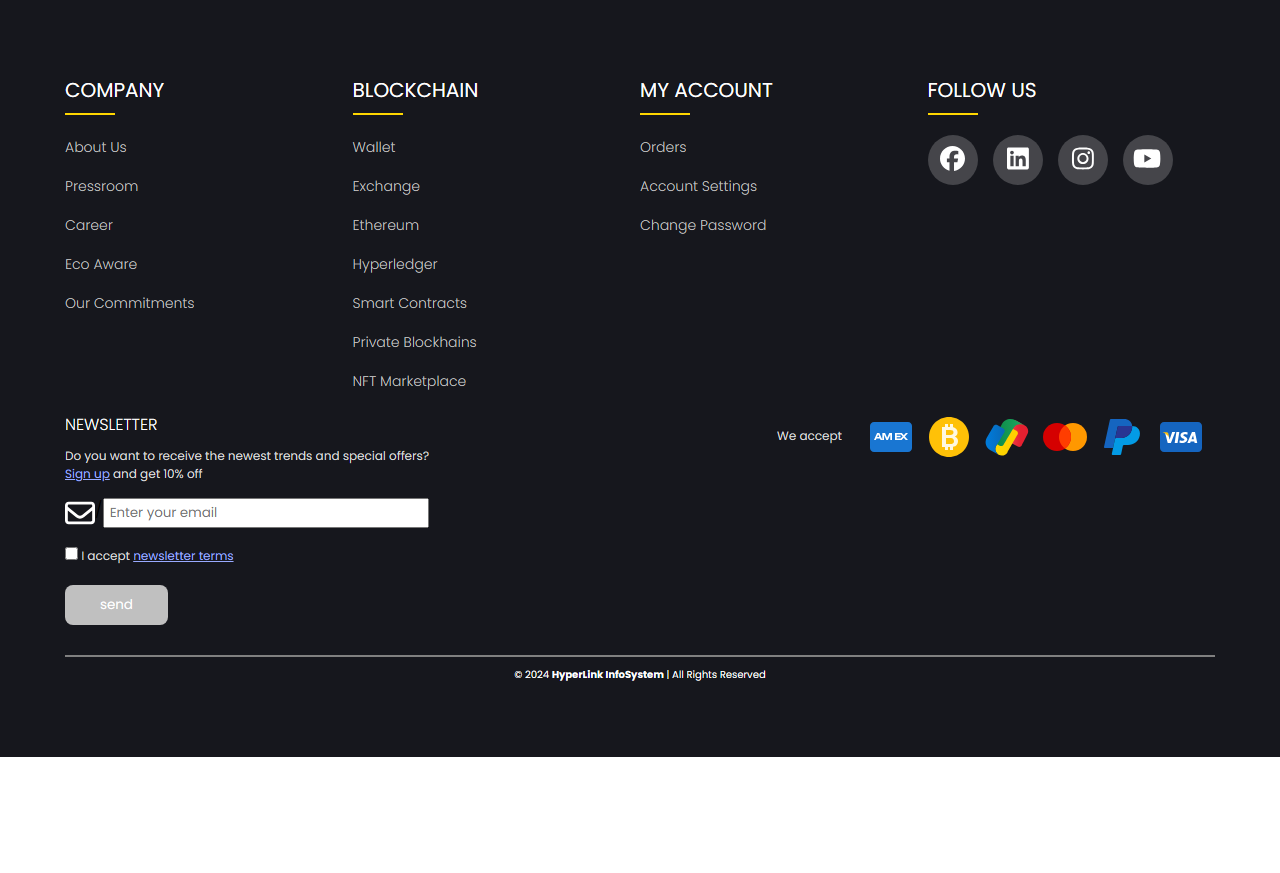 COMPANY
About Us
Pressroom
Career
Eco Aware
Our Commitments
BLOCKCHAIN
Wallet
Exchange
Ethereum
Hyperledger
Smart Contracts
Private Blockhains
NFT Marketplace
MY ACCOUNT
Orders
Account Settings
Change Password
FOLLOW US
NEWSLETTER
Do you want to receive the newest trends and special offers?
Sign up and get 10% off
Enter your email
I accept newsletter terms
send
We accept
AM EX
VISA
© 2024 HyperLink InfoSystem | All Rights Reserved